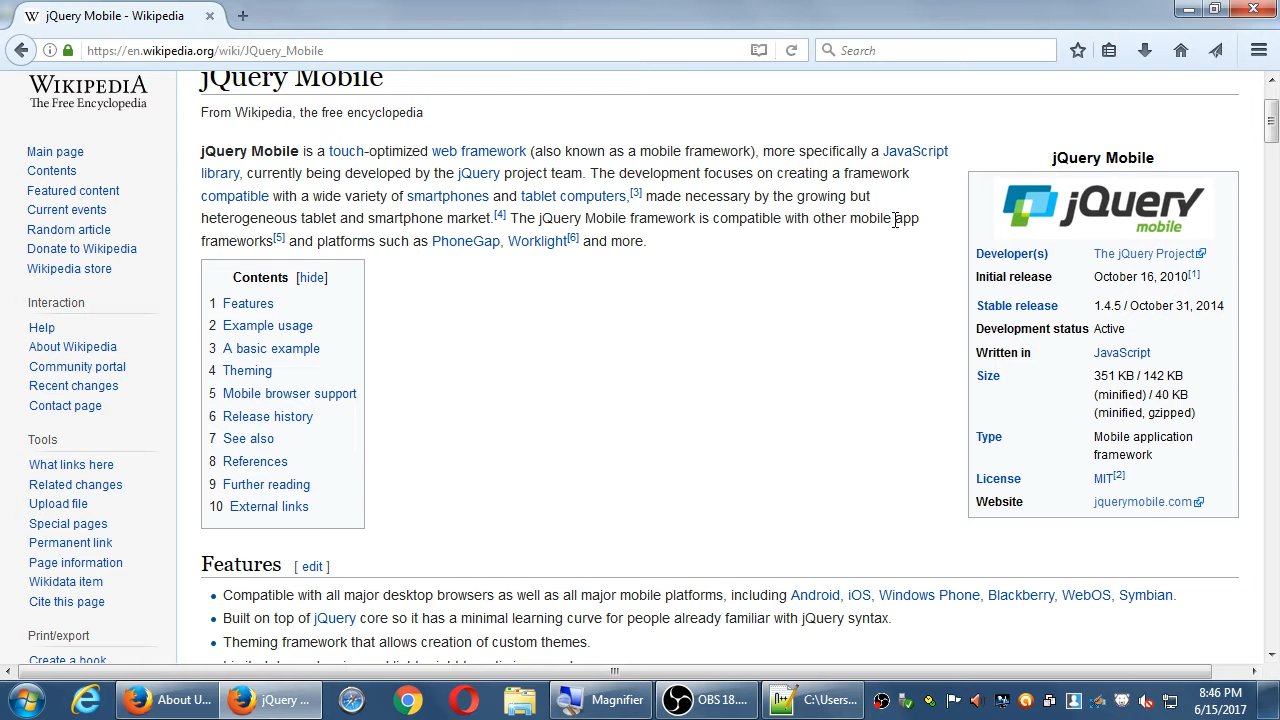 jQuery Mobile - Wikipedia
https://en.wikipedia.org/wiki/JQuery_Mobile
Search
WIKIPEDIA
The Free Encyclopedia
Main page
Contents
Featured content
Current events
Random article
Donate to Wikipedia
Wikipedia store
Interaction
Help
About Wikipedia
Community portal
Recent changes
Contact page
Tools
What links here
Related changes
Upload file
Special pages
Permanent link
Page information
Wikidata item
Cite this page
Print/export
Create a book
jQuery Mobile
From Wikipedia, the free encyclopedia
jQuery Mobile is a touch-optimized web framework (also known as a mobile framework), more specifically a JavaScript
library, currently being developed by the jQuery project team. The development focuses on creating a framework
compatible with a wide variety of smartphones and tablet computers,[3] made necessary by the growing but
heterogeneous tablet and smartphone market.[4] The jQuery Mobile framework is compatible with other mobile app
frameworks[5] and platforms such as PhoneGap, Worklight[6] and more.
Contents [hide]
1 Features
2 Example usage
3 A basic example
4 Theming
5 Mobile browser support
6 Release history
7 See also
8 References
9 Further reading
10 External links
jQuery Mobile
jQuery
mobile
Developer(s) The jQuery Project
Initial release October 16, 2010[1]
Stable release 1.4.5 / October 31, 2014
Development status Active
Written in JavaScript
Size 351 KB / 142 KB
(minified) / 40 KB
(minified, gzipped)
Type Mobile application
framework
License MIT[2]
Website jquerymobile.com
Features [ edit ]
Compatible with all major desktop browsers as well as all major mobile platforms, including Android, iOS, Windows Phone, Blackberry, WebOS, Symbian.
Built on top of jQuery core so it has a minimal learning curve for people already familiar with jQuery syntax.
Theming framework that allows creation of custom themes.
About U...
jQuery ...
Magnifier
OBS 18....
C:\Users...
8:46 PM
6/15/2017